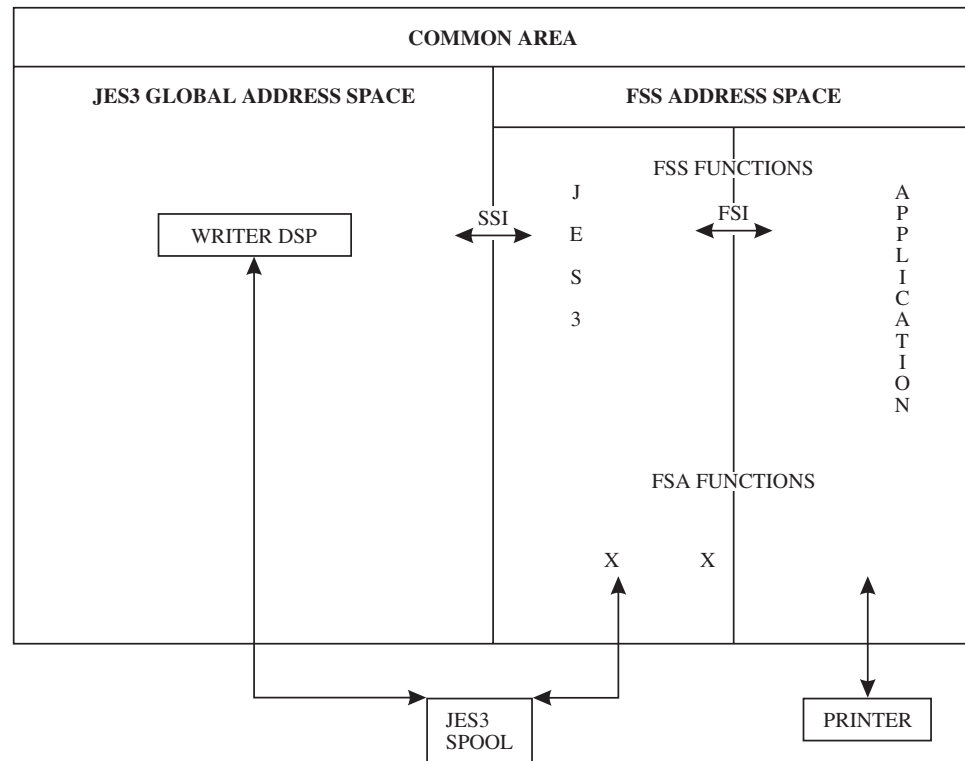 COMMON AREA
JES3 GLOBAL ADDRESS SPACE
FSS ADDRESS SPACE
FSS FUNCTIONS
WRITER DSP
SSI
J
E
S
3
FSI
A
P
P
L
I
C
A
T
I
O
N
FSA FUNCTIONS
X
X
JES3
SPOOL
PRINTER